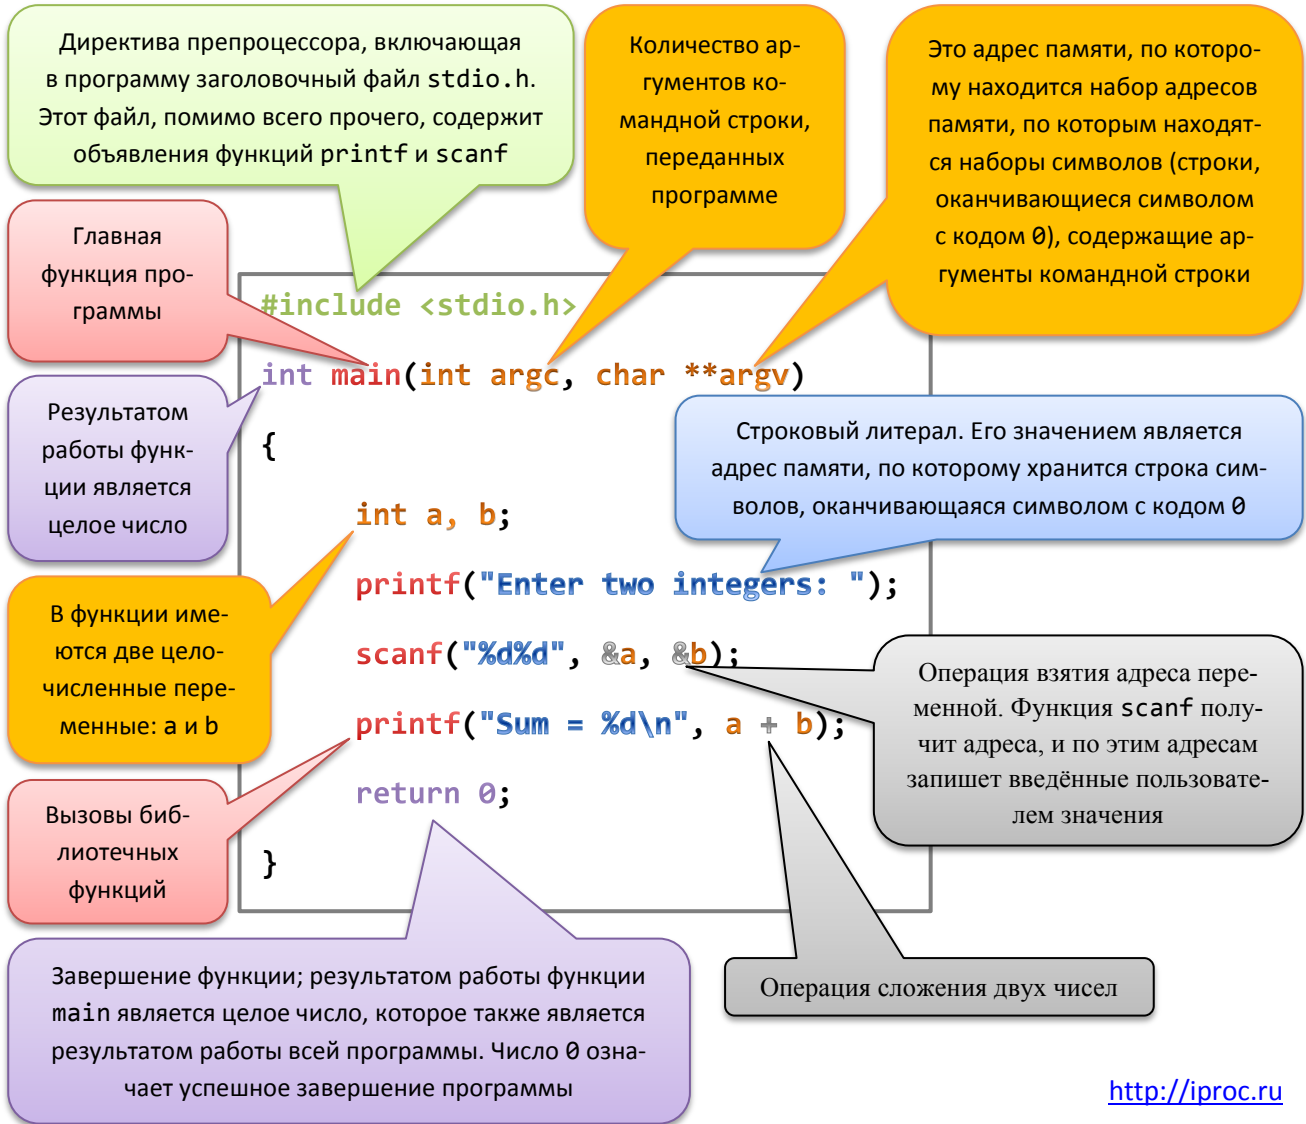 Директива препроцессора, включающая
в программу заголовочный файл stdio.h.
Этот файл, помимо всего прочего, содержит
объявления функций printf и scanf
Количество ар-
гументов ко-
мандной строки,
переданных
программе
Это адрес памяти, по которо-
му находится набор адресов
памяти, по которым находят-
ся наборы символов (строки,
оканчивающиеся символом
с кодом 0), содержащие ар-
гументы командной строки
Главная
функция про-
граммы
#include <stdio.h>
int main(int argc, char **argv)
Результатом
работы функ-
ции является
целое число
{
Строковый литерал. Его значением является
адрес памяти, по которому хранится строка сим-
волов, оканчивающаяся символом с кодом 0
int a, b;
printf("Enter two integers: ");
В функции име-
ются две цело-
численные пере-
менные: a и b
scanf("%d%d", &a, &b);
Операция взятия адреса пере-
менной. Функция scanf полу-
чит адреса, и по этим адресам
запишет введённые пользовате-
лем значения
printf("Sum = %d\n", a + b);
return 0;
Вызовы биб-
лиотечных
функций
}
Завершение функции; результатом работы функции
main является целое число, которое также является
результатом работы всей программы. Число 0 озна-
чает успешное завершение программы
Операция сложения двух чисел
http://iproc.ru